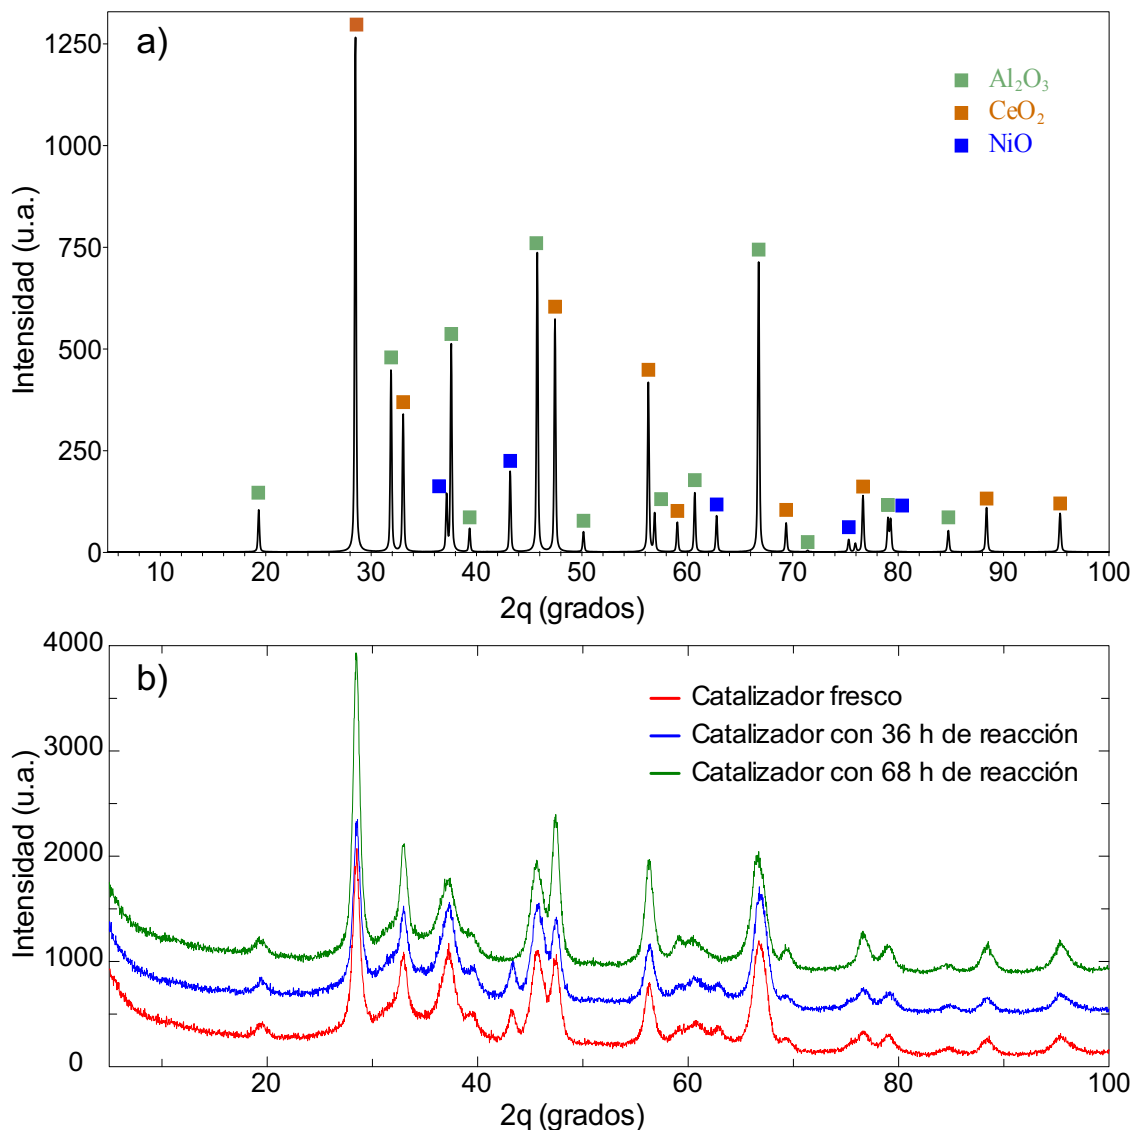 a)
Intensidad (u.a.)
1250
1000
750
500
250
0
Al₂O₃
CeO₂
NiO
10 20 30 40 50 60 70 80 90 100
2q (grados)
b)
Intensidad (u.a.)
4000
3000
2000
1000
0
Catalizador fresco
Catalizador con 36 h de reacción
Catalizador con 68 h de reacción
20 40 60 80 100
2q (grados)